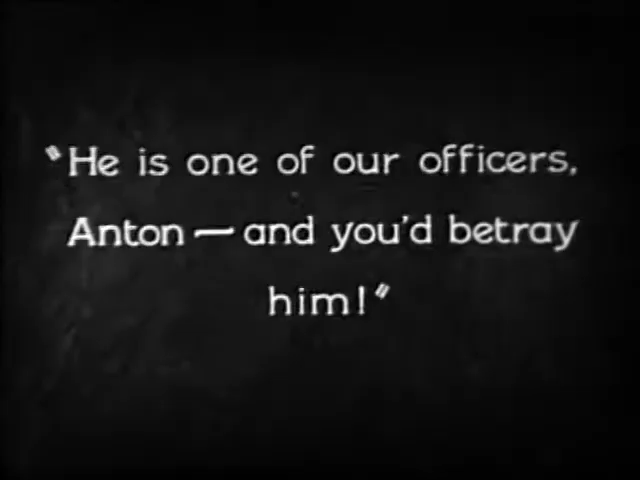 "He is one of our officers,
Anton — and you'd betray
him!"